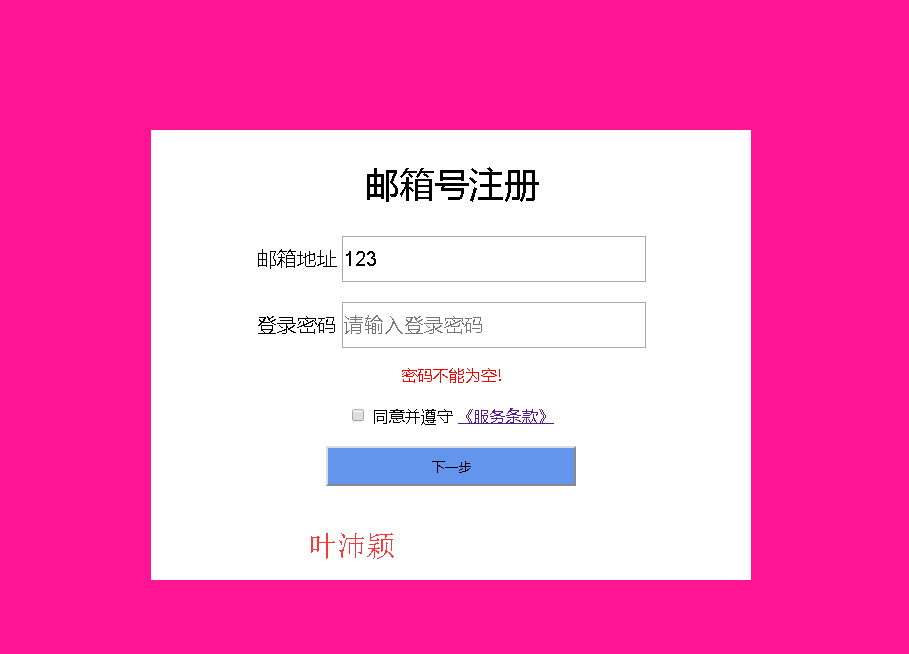 邮箱号注册
邮箱地址 123
登录密码 请输入登录密码
密码不能为空!
同意并遵守 《服务条款》
下一步
叶沛颖